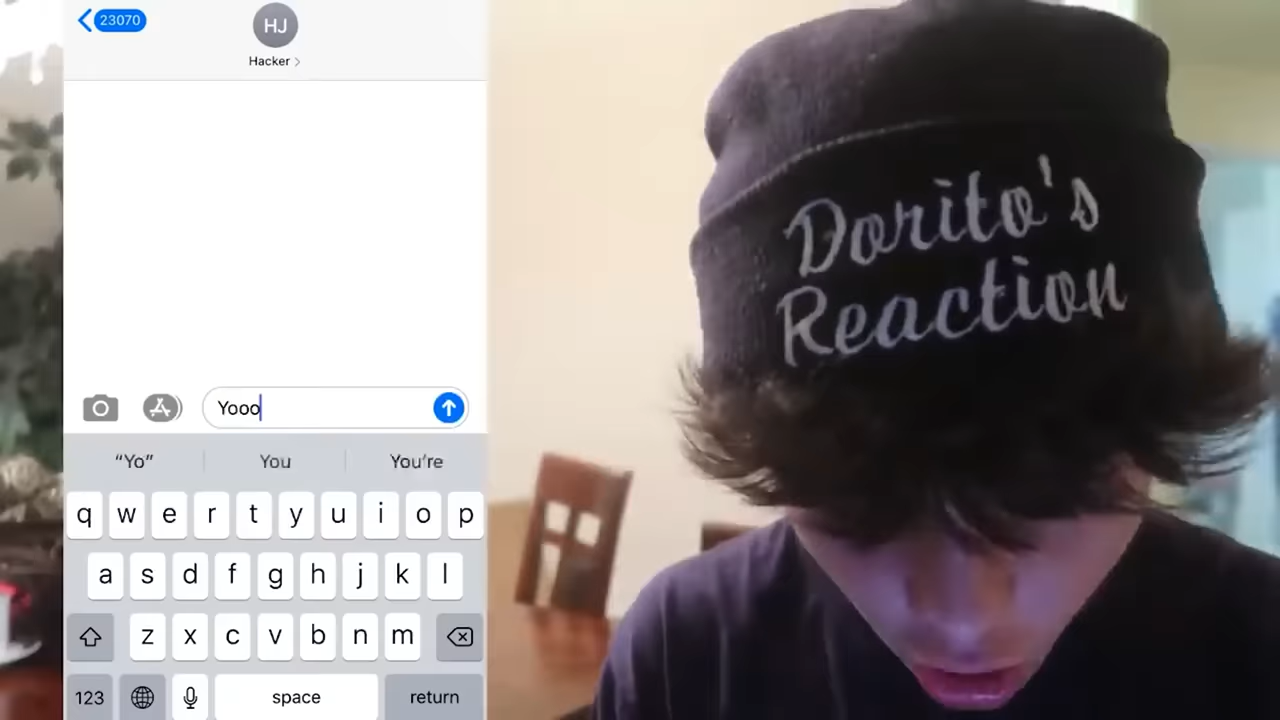 23070
HJ
Hacker
Yooo
“Yo” You You're
q w e r t y u i o p
a s d f g h j k l
z x c v b n m
123 space return
Dorito's
Reaction